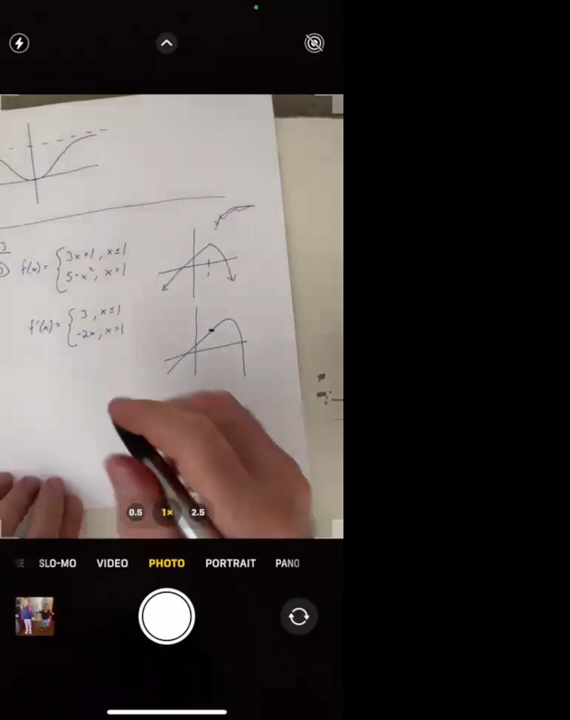 3
f(x) = { 3x+1, x≤1
5-x², x>1
f'(x) = { 3, x≤1
-2x, x>1
0.5 1× 2.5
SLO-MO VIDEO PHOTO PORTRAIT PANO